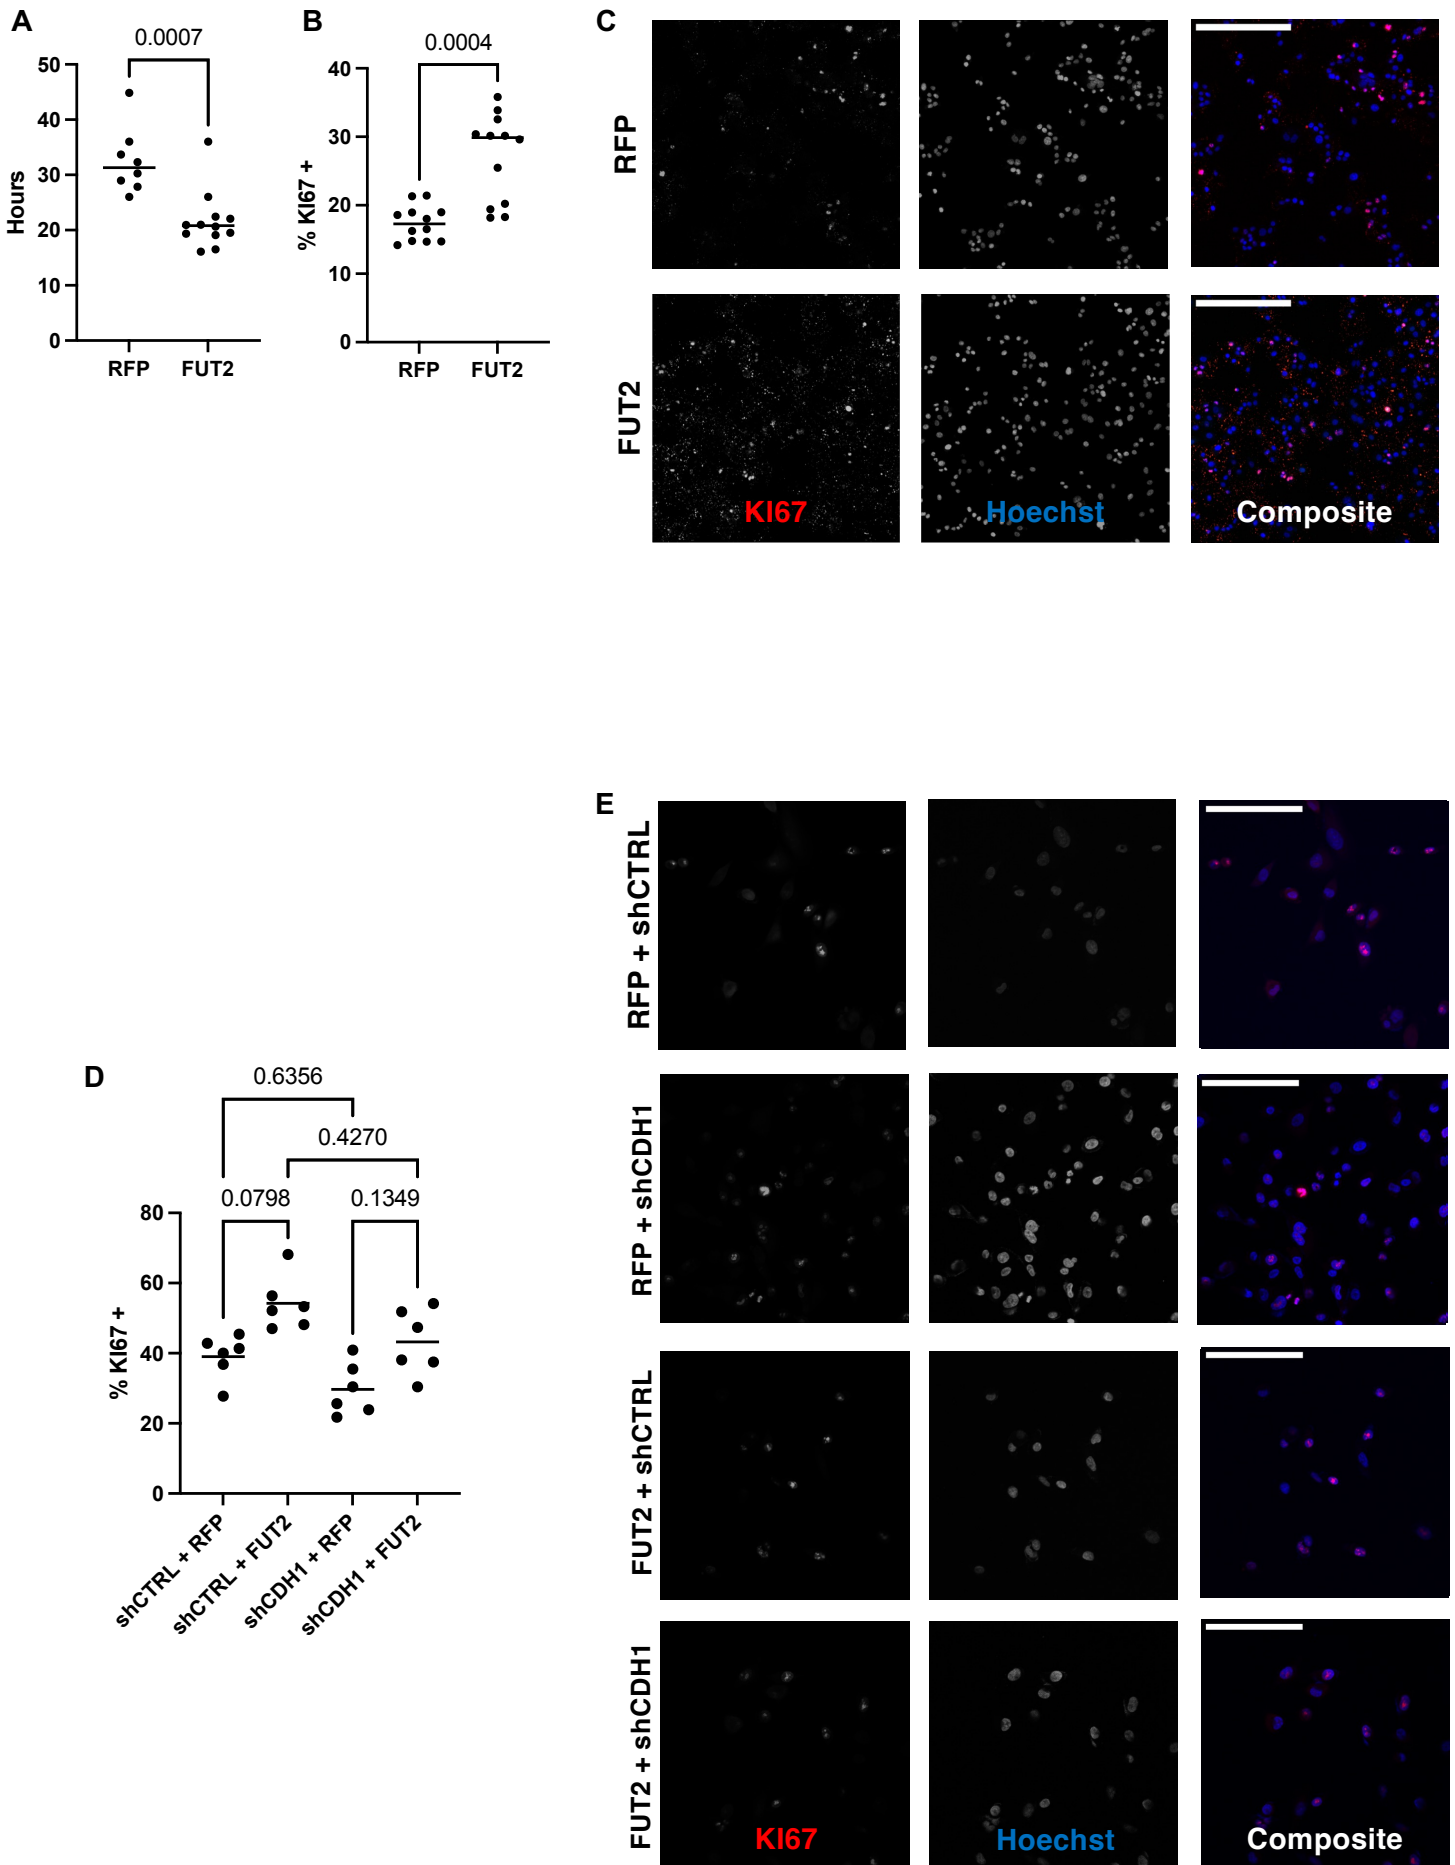 A
0.0007
50
40
30
20
10
0
Hours
RFP
FUT2
B
0.0004
40
30
20
10
0
% KI67 +
RFP
FUT2
C
RFP
FUT2
KI67
Hoechst
Composite
D
0.6356
0.4270
0.0798
0.1349
80
60
40
20
0
% KI67 +
shCTRL + RFP
shCTRL + FUT2
shCDH1 + RFP
shCDH1 + FUT2
E
RFP + shCTRL
RFP + shCDH1
FUT2 + shCTRL
FUT2 + shCDH1
KI67
Hoechst
Composite